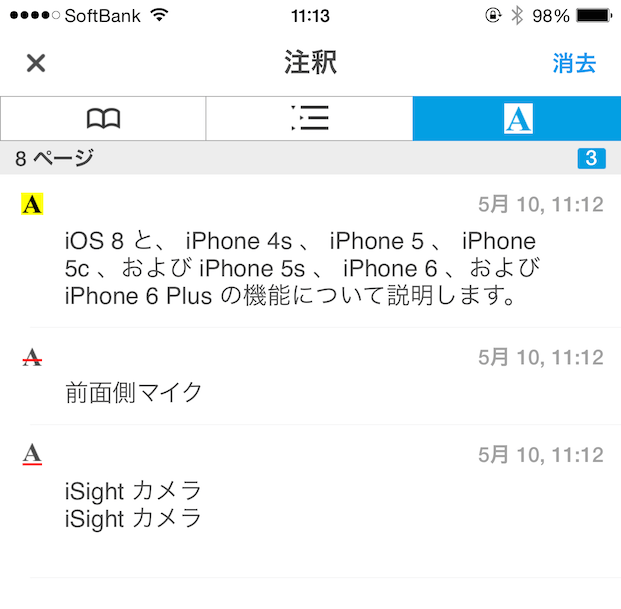 SoftBank 11:13 98%
注釈 消去
A
8 ページ 3
A 5月 10, 11:12
iOS 8 と、 iPhone 4s 、 iPhone 5 、 iPhone
5c 、および iPhone 5s 、 iPhone 6 、および
iPhone 6 Plus の機能について説明します。
A 5月 10, 11:12
前面側マイク
A 5月 10, 11:12
iSight カメラ
iSight カメラ